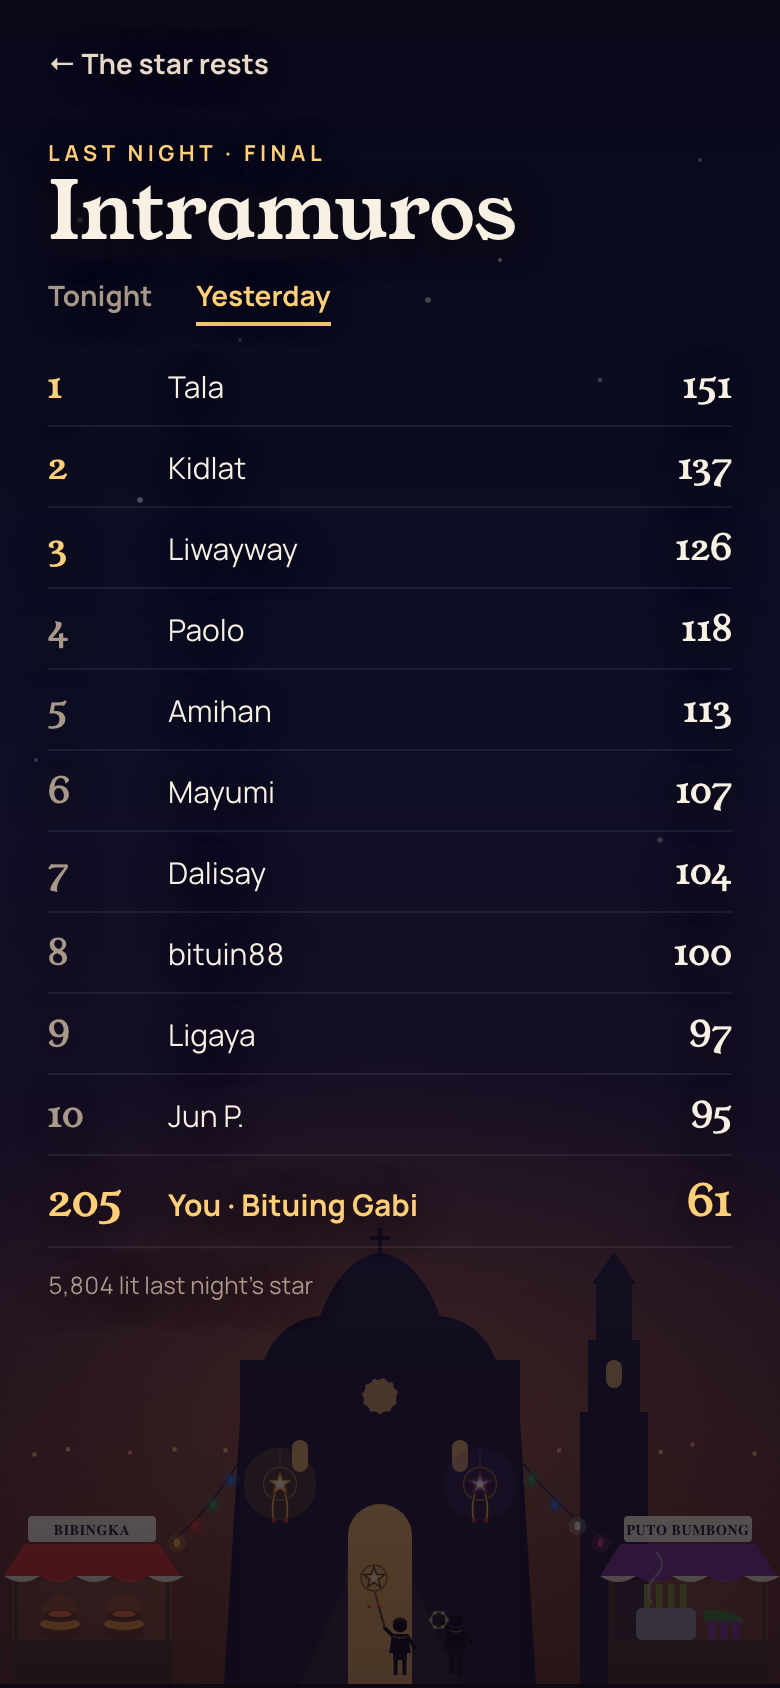 ← The star rests
LAST NIGHT · FINAL
Intramuros
Tonight Yesterday
1 Tala 151
2 Kidlat 137
3 Liwayway 126
4 Paolo 118
5 Amihan 113
6 Mayumi 107
7 Dalisay 104
8 bituin88 100
9 Ligaya 97
10 Jun P. 95
205 You · Bituing Gabi 61
5,804 lit last night's star
BIBINGKA PUTO BUMBONG